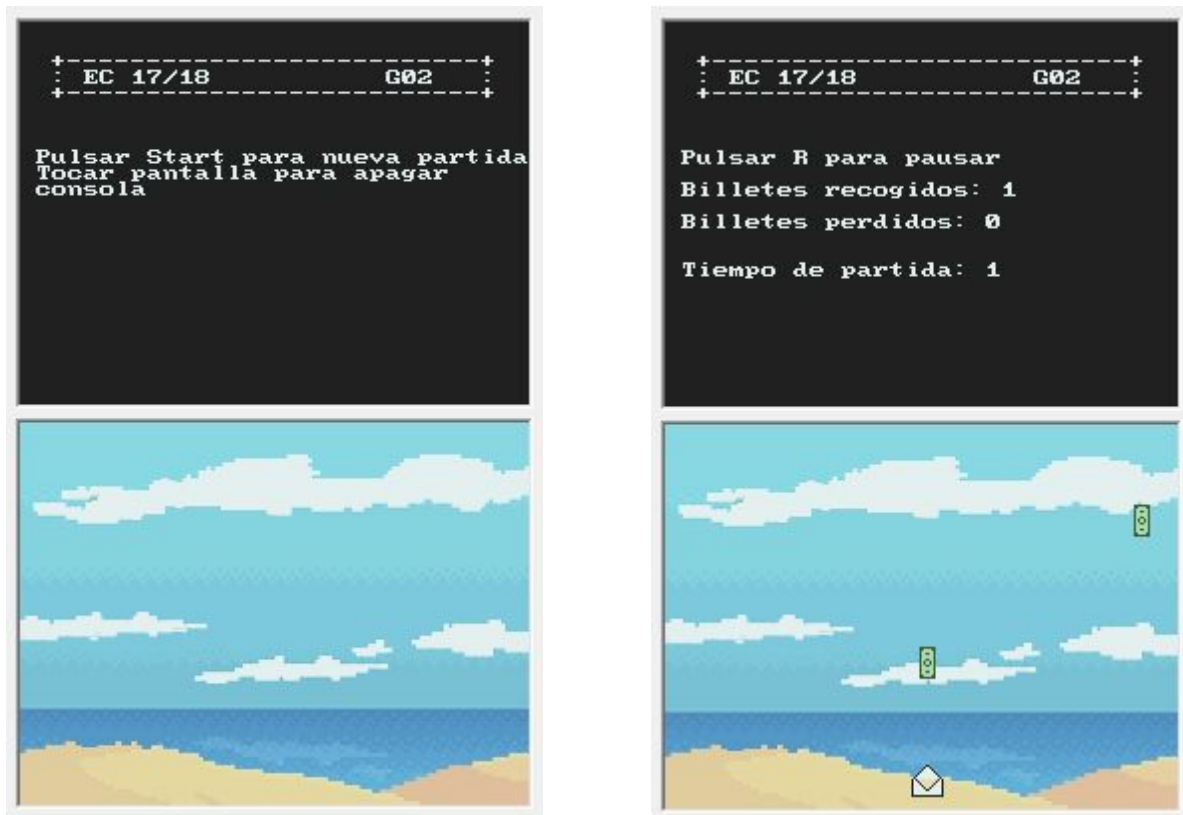 +---------------------------+
: EC 17/18 G02 :
+---------------------------+
Pulsar Start para nueva partida
Tocar pantalla para apagar
consola
+---------------------------+
: EC 17/18 G02 :
+---------------------------+
Pulsar R para pausar
Billetes recogidos: 1
Billetes perdidos: 0
Tiempo de partida: 1